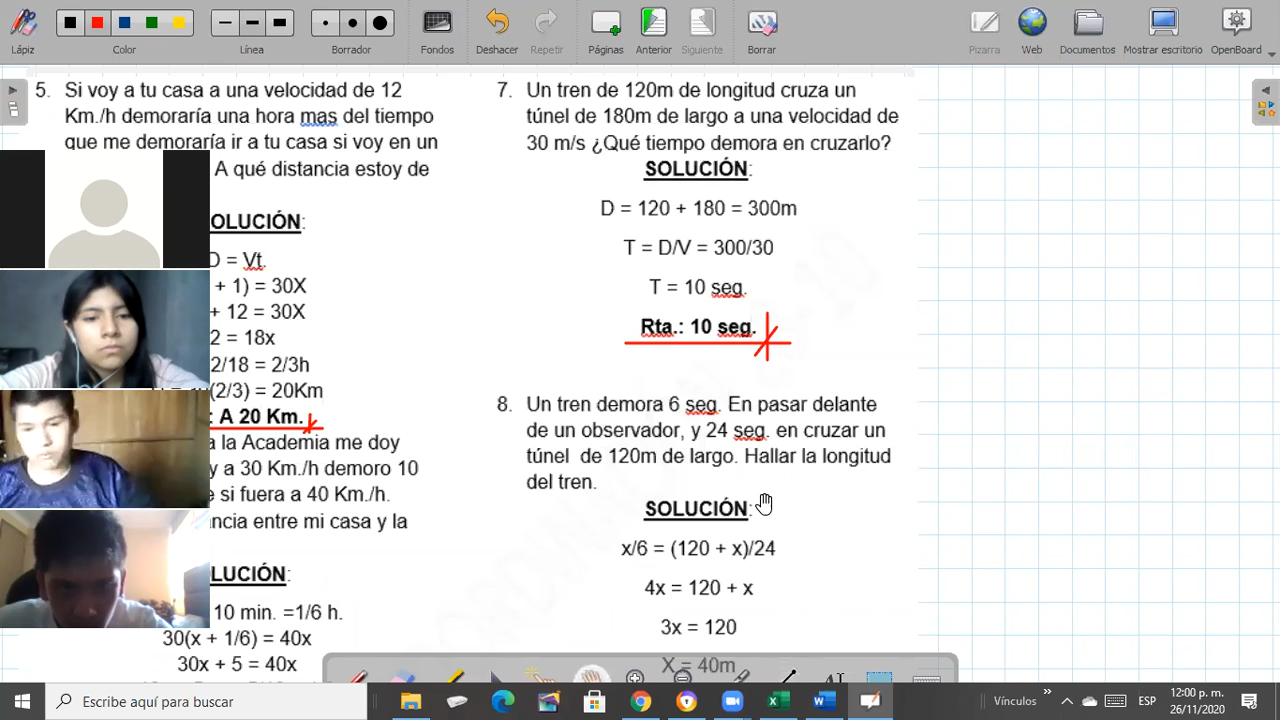 Lápiz
Color
Línea
Borrador
Fondos
Deshacer
Repetir
Páginas
Anterior
Siguiente
Borrar
Pizarra
Web
Documentos
Mostrar escritorio
OpenBoard
5. Si voy a tu casa a una velocidad de 12
Km./h demoraría una hora mas del tiempo
que me demoraría ir a tu casa si voy en un
A qué distancia estoy de
OLUCIÓN:
D = Vt.
+ 1) = 30X
+ 12 = 30X
2 = 18x
2/18 = 2/3h
(2/3) = 20Km
: A 20 Km.
a la Academia me doy
y a 30 Km./h demoro 10
e si fuera a 40 Km./h.
ncia entre mi casa y la
LUCIÓN:
10 min. =1/6 h.
30(x + 1/6) = 40x
30x + 5 = 40x
7. Un tren de 120m de longitud cruza un
túnel de 180m de largo a una velocidad de
30 m/s ¿Qué tiempo demora en cruzarlo?
SOLUCIÓN:
D = 120 + 180 = 300m
T = D/V = 300/30
T = 10 seg.
Rta.: 10 seg.
8. Un tren demora 6 seg. En pasar delante
de un observador, y 24 seg. en cruzar un
túnel de 120m de largo. Hallar la longitud
del tren.
SOLUCIÓN:
x/6 = (120 + x)/24
4x = 120 + x
3x = 120
X = 40m
Escribe aquí para buscar
Vínculos
ESP
12:00 p. m.
26/11/2020